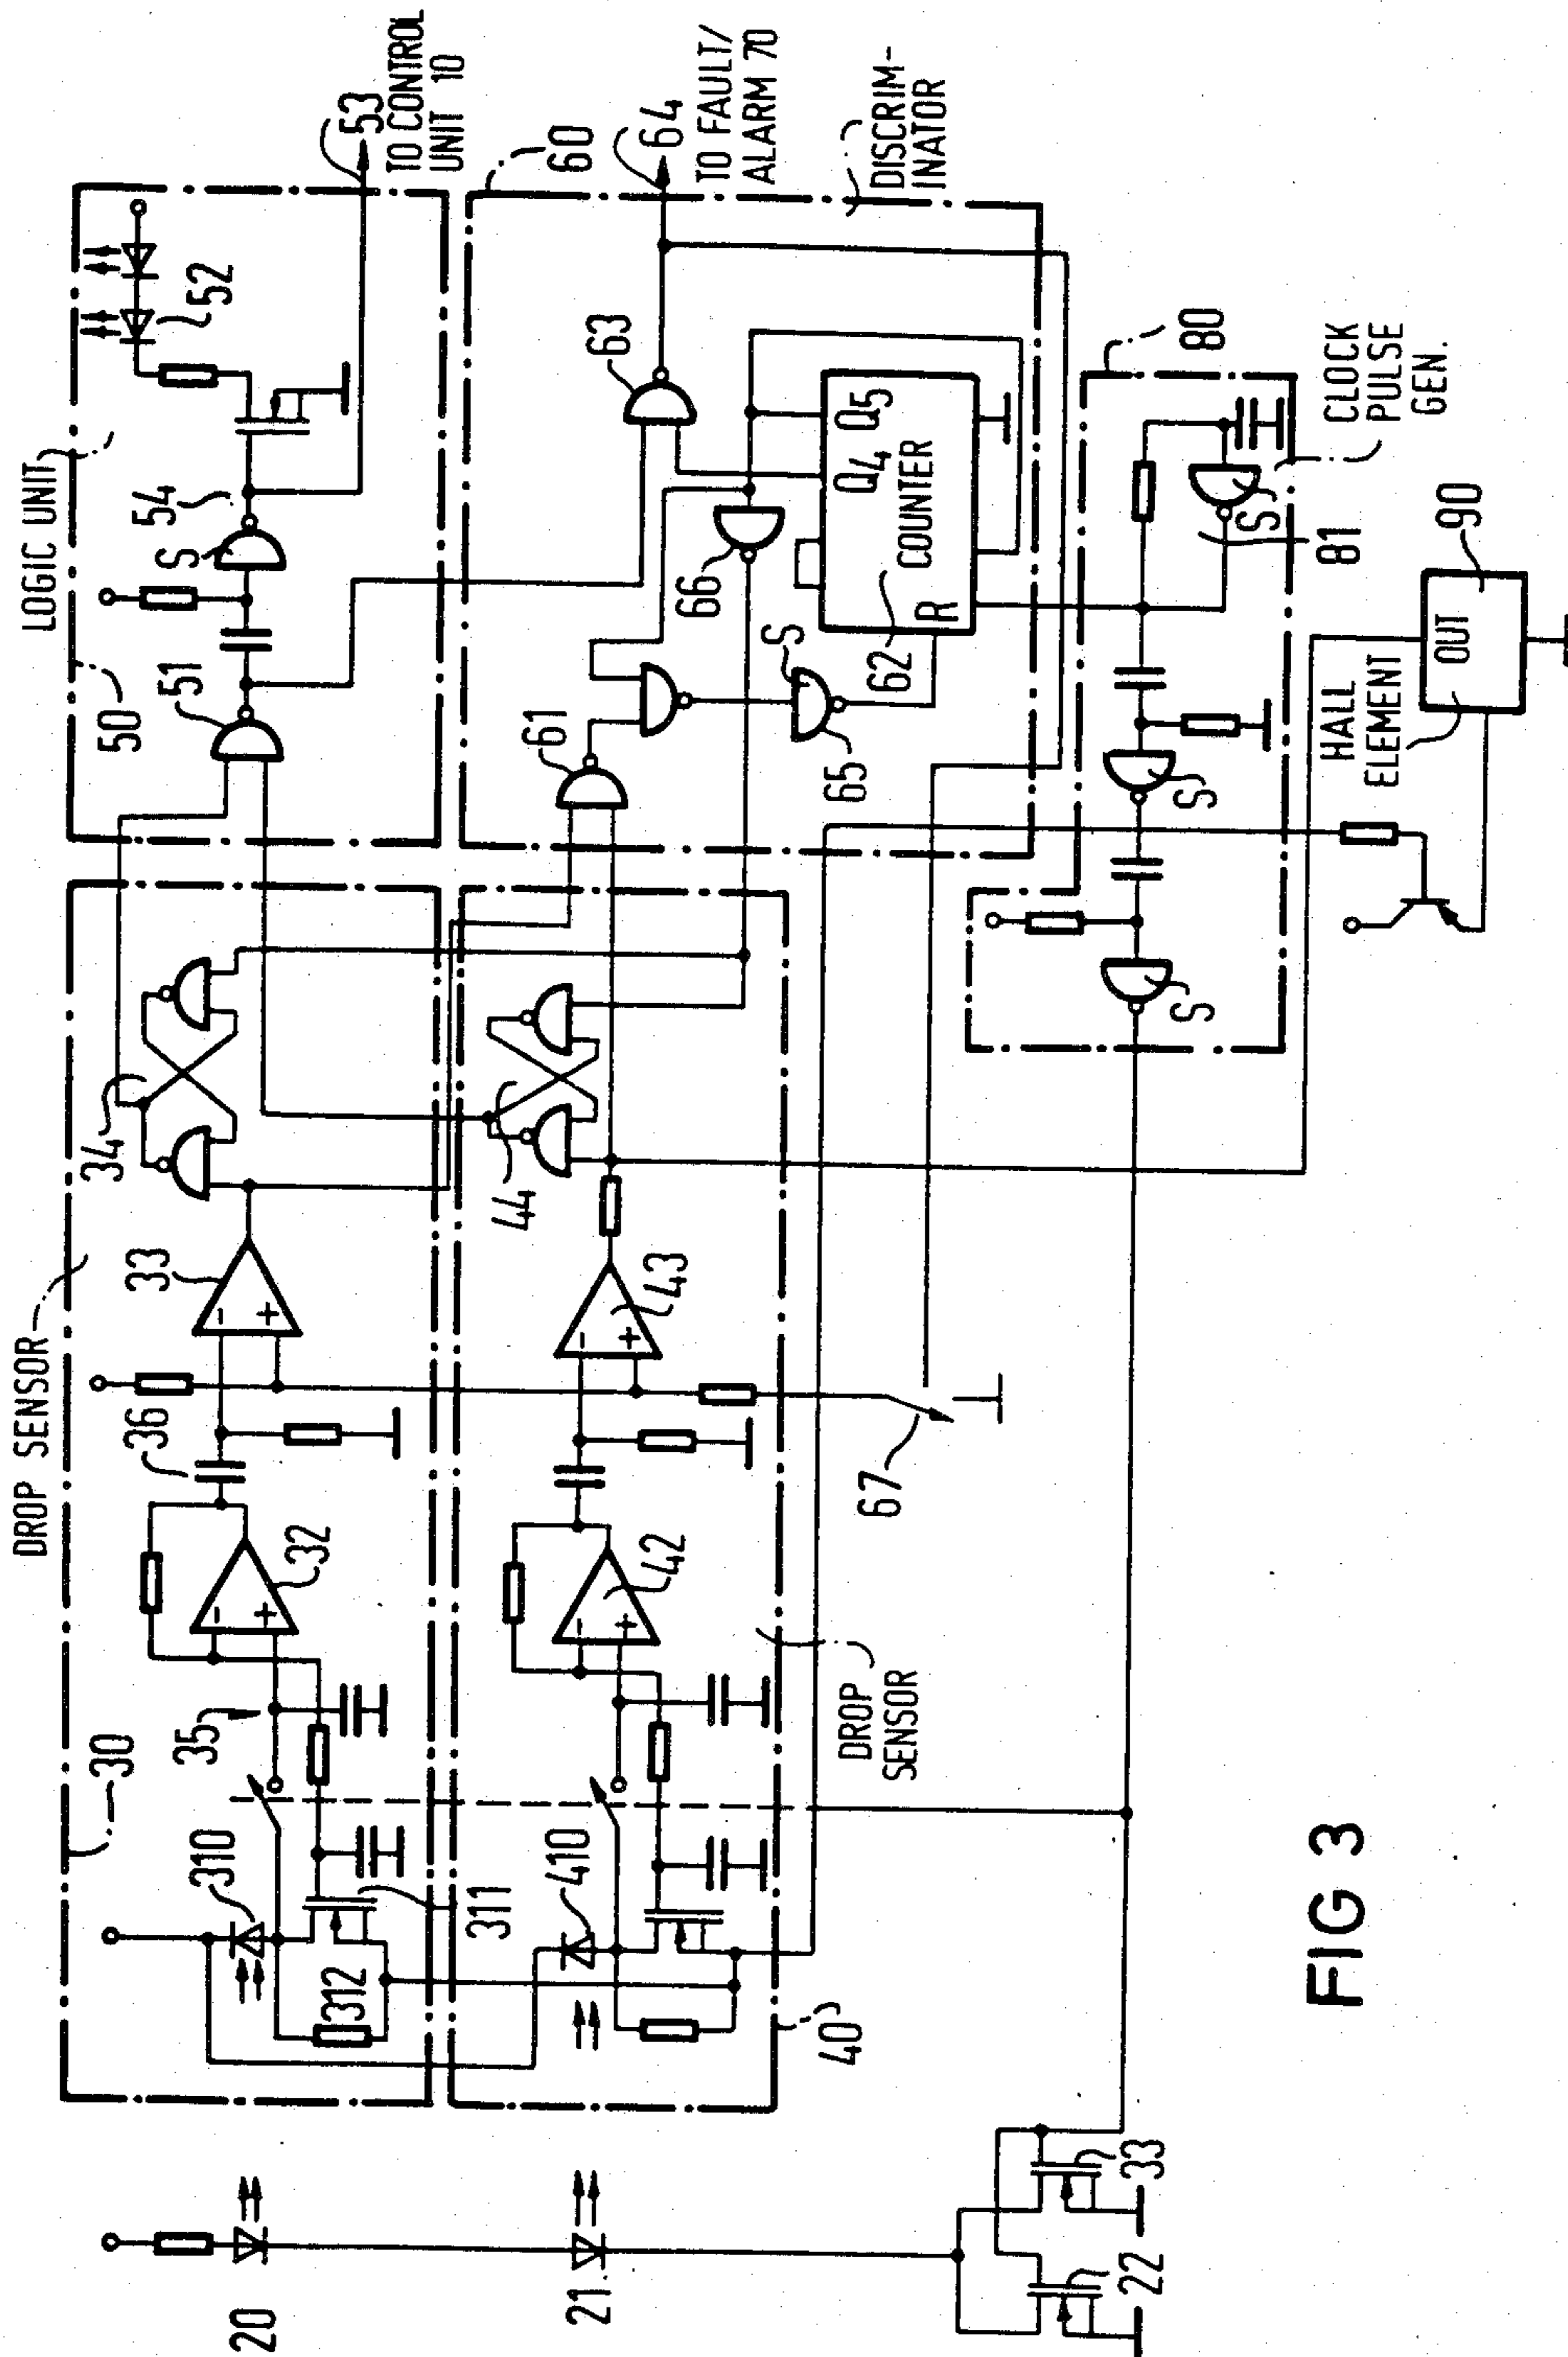 DROP SENSOR
LOGIC UNIT
30
310
311
312
35
32
36
33
34
50
51
S
54
52
53
TO CONTROL
UNIT 10
20
21
22
33
40
410
DROP
SENSOR
42
43
44
67
60
61
66
63
64
TO FAULT/
ALARM 70
DISCRIM-
INATOR
65
S
62
COUNTER
R
Q4
Q5
80
81
CLOCK
PULSE
GEN.
S
S
S
HALL
ELEMENT
OUT
90
FIG 3